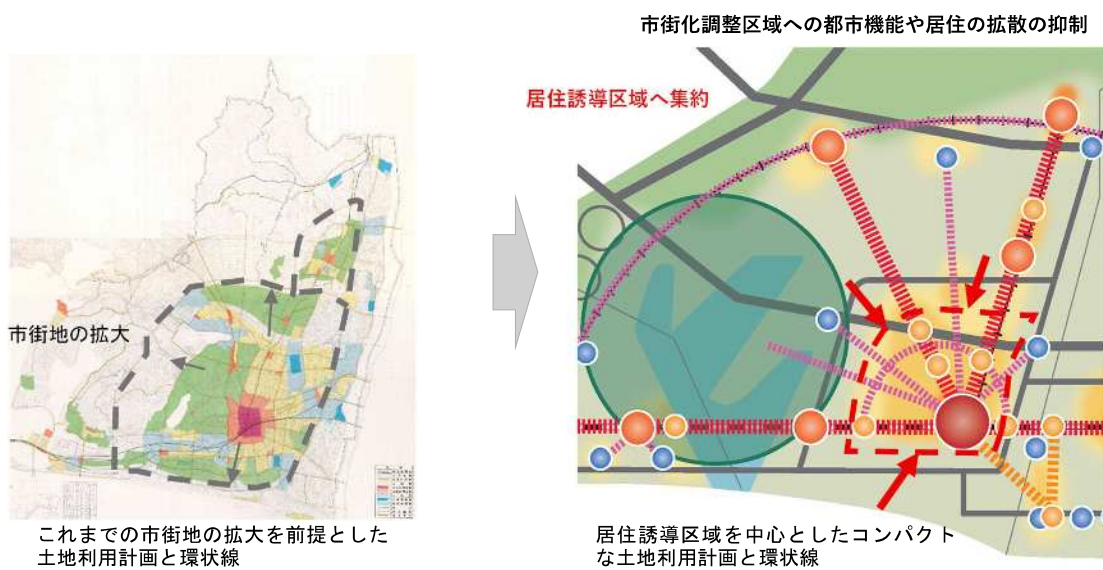 市街化調整区域への都市機能や居住の拡散の抑制
居住誘導区域へ集約
市街地の拡大
これまでの市街地の拡大を前提とした
土地利用計画と環状線
居住誘導区域を中心としたコンパクト
な土地利用計画と環状線